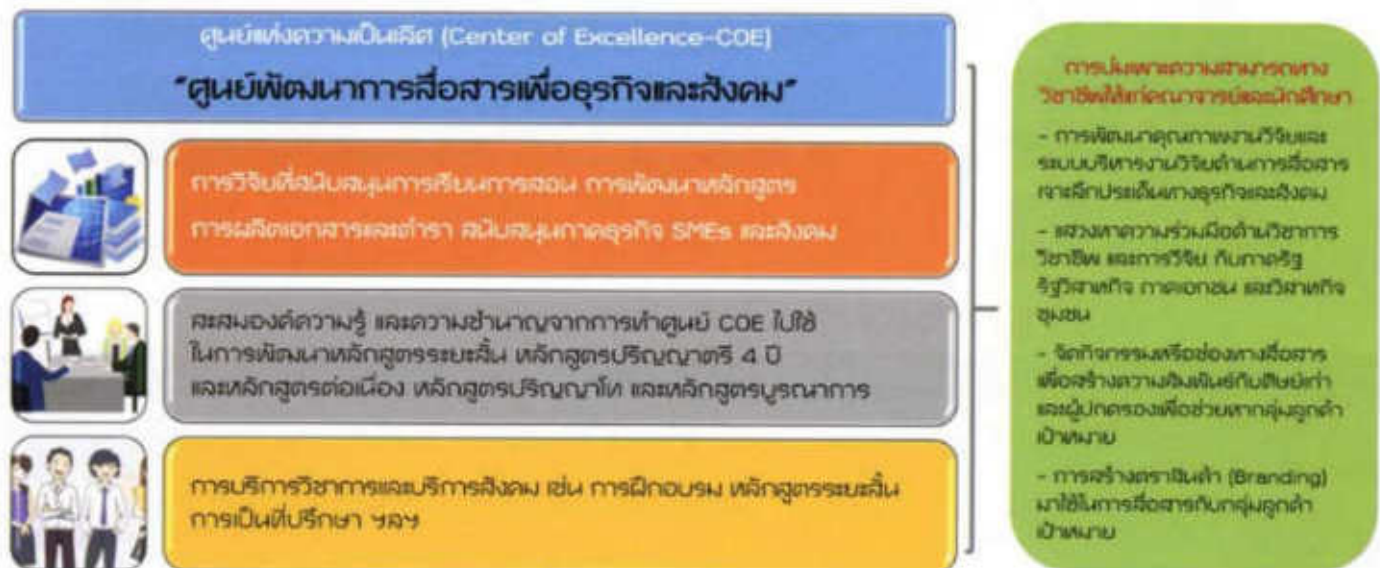 ศูนย์แห่งความเป็นเลิศ (Center of Excellence-COE)
"ศูนย์พัฒนาการสื่อสารเพื่อธุรกิจและสังคม"
การวิจัยที่สนับสนุนการเรียนการสอน การพัฒนาหลักสูตร
การผลิตเอกสารและตำรา สนับสนุนภาคธุรกิจ SMEs และสังคม
สะสมองค์ความรู้ และความชำนาญจากการทำศูนย์ COE ไปใช้
ในการพัฒนาหลักสูตรระยะสั้น หลักสูตรปริญญาตรี 4 ปี
และหลักสูตรต่อเนื่อง หลักสูตรปริญญาโท และหลักสูตรบูรณาการ
การบริการวิชาการและบริการสังคม เช่น การฝึกอบรม หลักสูตรระยะสั้น
การเป็นที่ปรึกษา ฯลฯ
การบ่มเพาะความสามารถทาง
วิชาชีพให้แก่คณาจารย์และนักศึกษา
- การพัฒนาคุณภาพงานวิจัยและ
ระบบบริหารงานวิจัยด้านการสื่อสาร
เจาะลึกประเด็นทางธุรกิจและสังคม
- แสวงหาความร่วมมือด้านวิชาการ
วิชาชีพ และการวิจัย กับภาครัฐ
รัฐวิสาหกิจ ภาคเอกชน และวิสาหกิจ
ชุมชน
- จัดกิจกรรมหรือช่องทางสื่อสาร
เพื่อสร้างความสัมพันธ์กับศิษย์เก่า
และผู้ปกครองเพื่อช่วยหากลุ่มลูกค้า
เป้าหมาย
- การสร้างตราสินค้า (Branding)
มาใช้ในการสื่อสารกับกลุ่มลูกค้า
เป้าหมาย